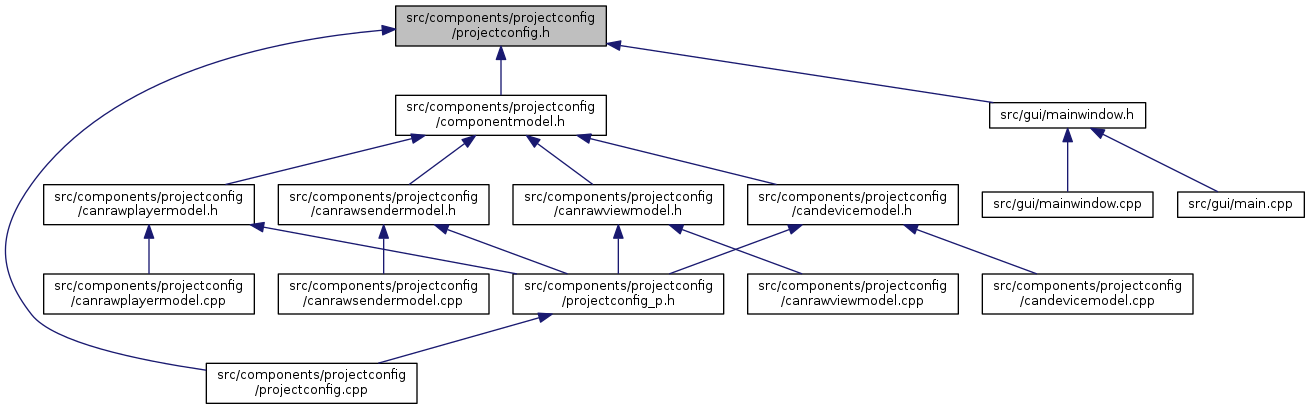 src/components/projectconfig
/projectconfig.h
src/components/projectconfig
/componentmodel.h
src/gui/mainwindow.h
src/components/projectconfig
/canrawplayermodel.h
src/components/projectconfig
/canrawsendermodel.h
src/components/projectconfig
/canrawviewmodel.h
src/components/projectconfig
/candevicemodel.h
src/gui/mainwindow.cpp
src/gui/main.cpp
src/components/projectconfig
/canrawplayermodel.cpp
src/components/projectconfig
/canrawsendermodel.cpp
src/components/projectconfig
/projectconfig_p.h
src/components/projectconfig
/canrawviewmodel.cpp
src/components/projectconfig
/candevicemodel.cpp
src/components/projectconfig
/projectconfig.cpp